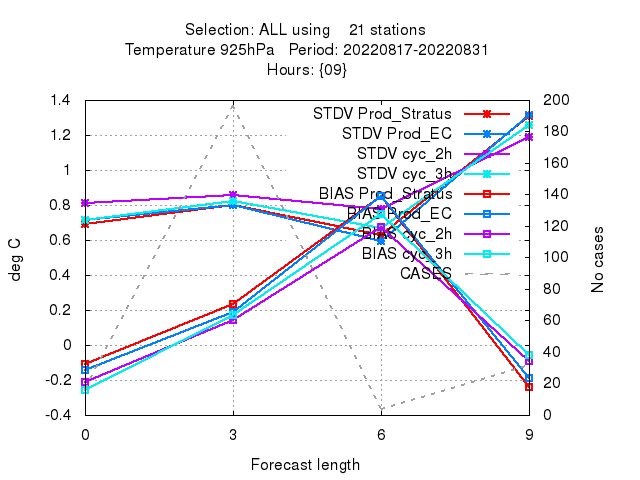 Selection: ALL using    21 stations
Temperature 925hPa   Period: 20220817-20220831
Hours: {09}
STDV Prod_Stratus
STDV Prod_EC
STDV cyc_2h
STDV cyc_3h
BIAS Prod_Stratus
BIAS Prod_EC
BIAS cyc_2h
BIAS cyc_3h
CASES
1.4
1.2
1
0.8
0.6
0.4
0.2
0
-0.2
-0.4
deg C
200
180
160
140
120
100
80
60
40
20
0
No cases
0 3 6 9
Forecast length